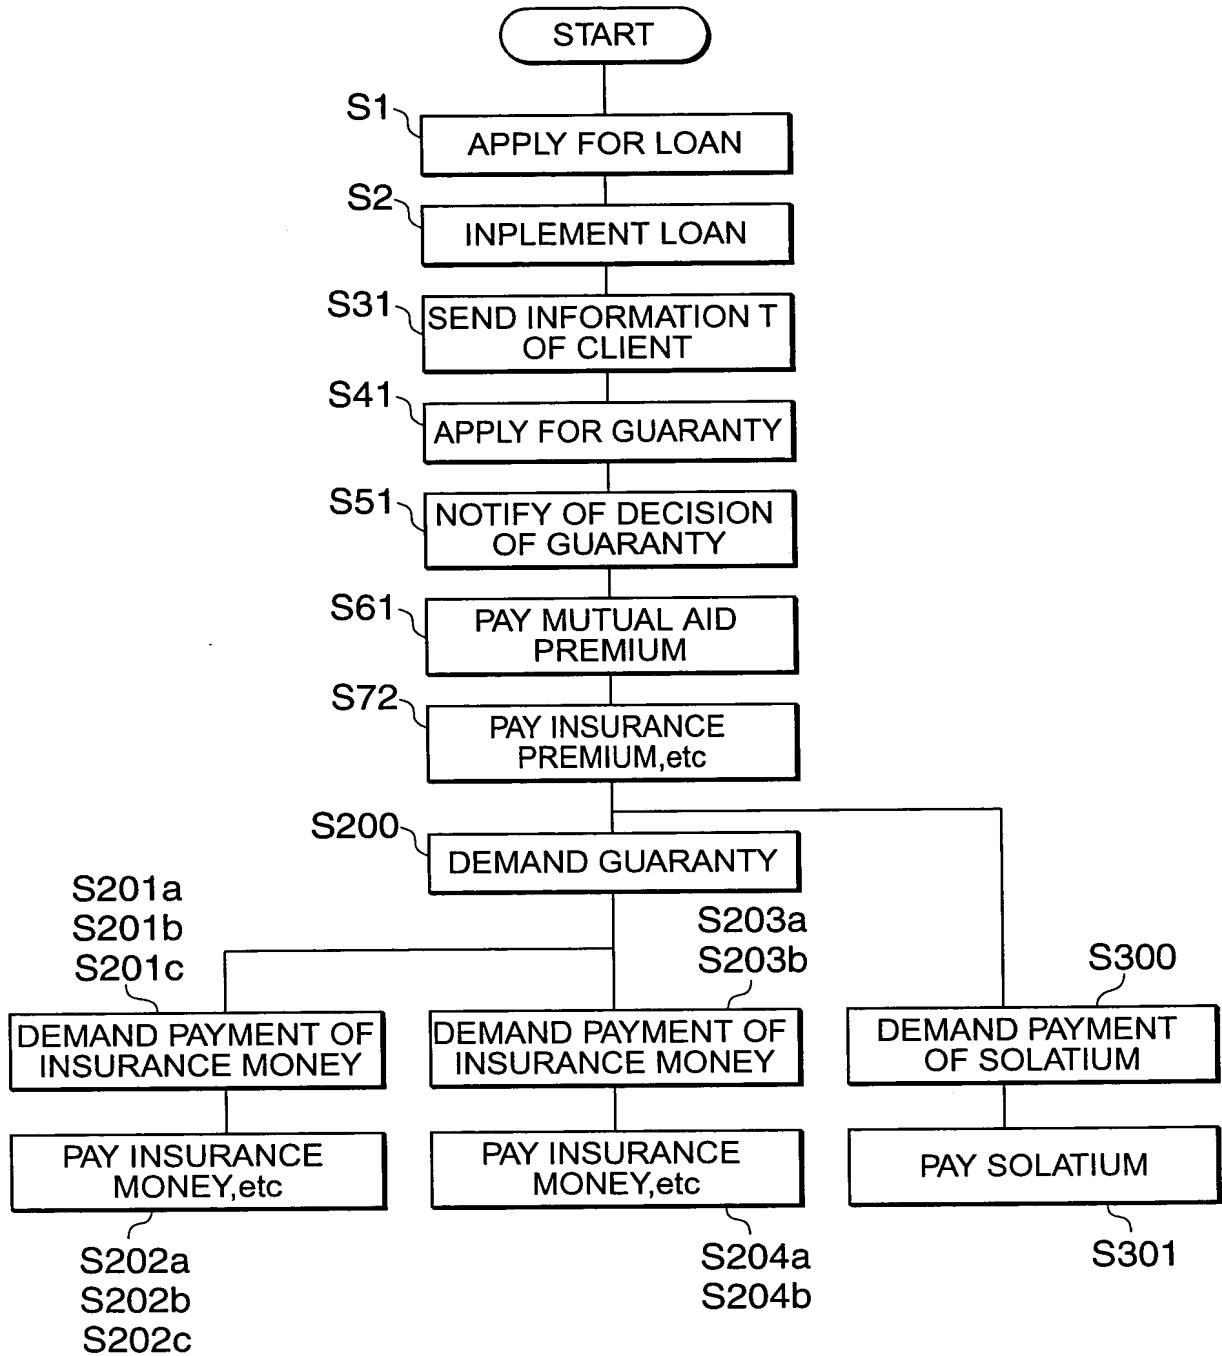 START
S1
APPLY FOR LOAN
S2
INPLEMENT LOAN
S31
SEND INFORMATION T
OF CLIENT
S41
APPLY FOR GUARANTY
S51
NOTIFY OF DECISION
OF GUARANTY
S61
PAY MUTUAL AID
PREMIUM
S72
PAY INSURANCE
PREMIUM,etc
S200
DEMAND GUARANTY
S201a
S201b
S201c
DEMAND PAYMENT OF
INSURANCE MONEY
S203a
S203b
DEMAND PAYMENT OF
INSURANCE MONEY
S300
DEMAND PAYMENT
OF SOLATIUM
PAY INSURANCE
MONEY,etc
S202a
S202b
S202c
PAY INSURANCE
MONEY,etc
S204a
S204b
PAY SOLATIUM
S301